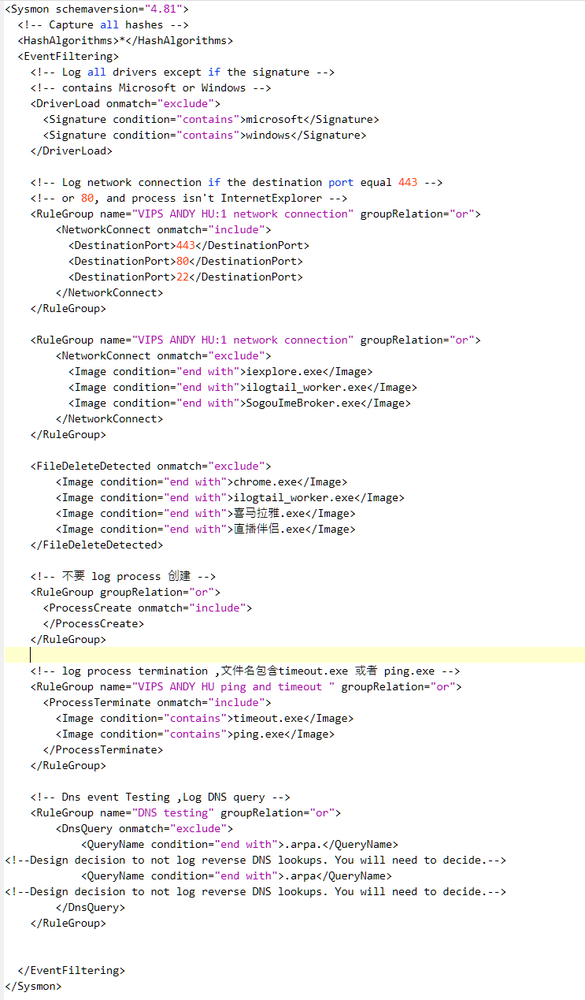 <Sysmon schemaversion="4.81">
<!-- Capture all hashes -->
<HashAlgorithms>*</HashAlgorithms>
<EventFiltering>
<!-- Log all drivers except if the signature -->
<!-- contains Microsoft or Windows -->
<DriverLoad onmatch="exclude">
<Signature condition="contains">microsoft</Signature>
<Signature condition="contains">windows</Signature>
</DriverLoad>
<!-- Log network connection if the destination port equal 443 -->
<!-- or 80, and process isn't InternetExplorer -->
<RuleGroup name="VIPS ANDY HU:1 network connection" groupRelation="or">
<NetworkConnect onmatch="include">
<DestinationPort>443</DestinationPort>
<DestinationPort>80</DestinationPort>
<DestinationPort>22</DestinationPort>
</NetworkConnect>
</RuleGroup>
<RuleGroup name="VIPS ANDY HU:1 network connection" groupRelation="or">
<NetworkConnect onmatch="exclude">
<Image condition="end with">iexplore.exe</Image>
<Image condition="end with">ilogtail_worker.exe</Image>
<Image condition="end with">SogouImeBroker.exe</Image>
</NetworkConnect>
</RuleGroup>
<FileDeleteDetected onmatch="exclude">
<Image condition="end with">chrome.exe</Image>
<Image condition="end with">ilogtail_worker.exe</Image>
<Image condition="end with">喜马拉雅.exe</Image>
<Image condition="end with">直播伴侣.exe</Image>
</FileDeleteDetected>
<!-- 不要 log process 创建 -->
<RuleGroup groupRelation="or">
<ProcessCreate onmatch="include">
</ProcessCreate>
</RuleGroup>
<!-- log process termination ,文件名包含timeout.exe 或者 ping.exe -->
<RuleGroup name="VIPS ANDY HU ping and timeout " groupRelation="or">
<ProcessTerminate onmatch="include">
<Image condition="contains">timeout.exe</Image>
<Image condition="contains">ping.exe</Image>
</ProcessTerminate>
</RuleGroup>
<!-- Dns event Testing ,Log DNS query -->
<RuleGroup name="DNS testing" groupRelation="or">
<DnsQuery onmatch="exclude">
<QueryName condition="end with">.arpa.</QueryName>
<!--Design decision to not log reverse DNS lookups. You will need to decide.-->
<QueryName condition="end with">.arpa</QueryName>
<!--Design decision to not log reverse DNS lookups. You will need to decide.-->
</DnsQuery>
</RuleGroup>
</EventFiltering>
</Sysmon>